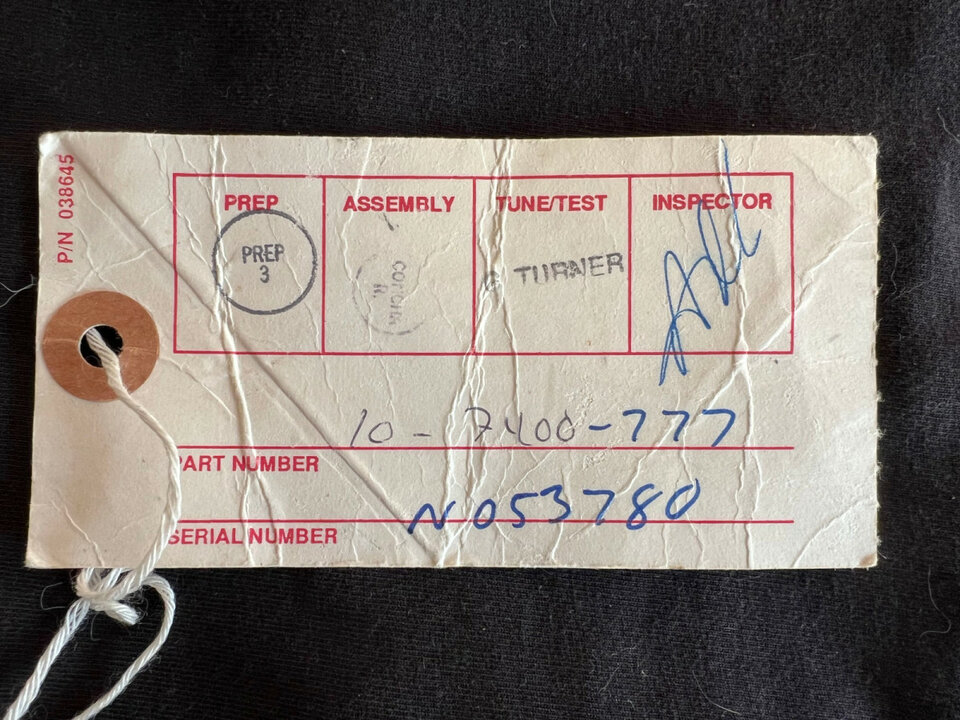 P/N 038645
PREP ASSEMBLY TUNE/TEST INSPECTOR
PREP
3
TURNER
10-7400-777
PART NUMBER
N053780
SERIAL NUMBER